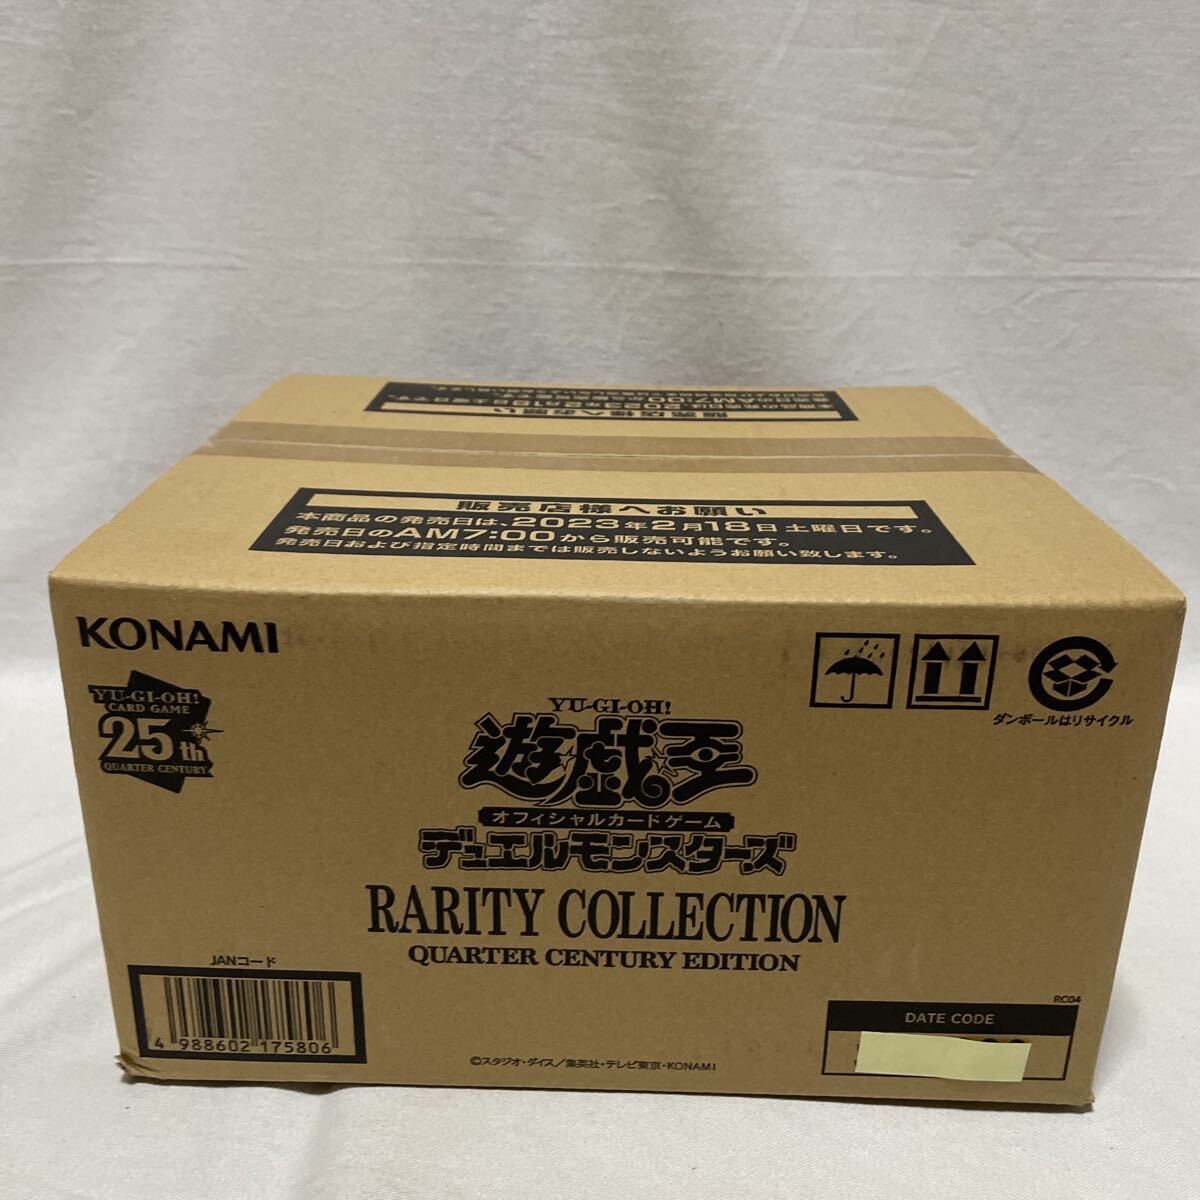 販売店様へお願い
本商品の発売日は、2023年2月18日土曜日です。
発売日のAM7:00から販売可能です。
発売日および指定時間までは販売しないようお願い致します。
KONAMI
YU-GI-OH!
CARD GAME
25th
QUARTER CENTURY
ダンボールはリサイクル
YU-GI-OH!
遊戯王
オフィシャルカードゲーム
デュエルモンスターズ
RARITY COLLECTION
QUARTER CENTURY EDITION
JANコード
4 988602 175806
RC04
DATE CODE
©スタジオ・ダイス/集英社・テレビ東京・KONAMI